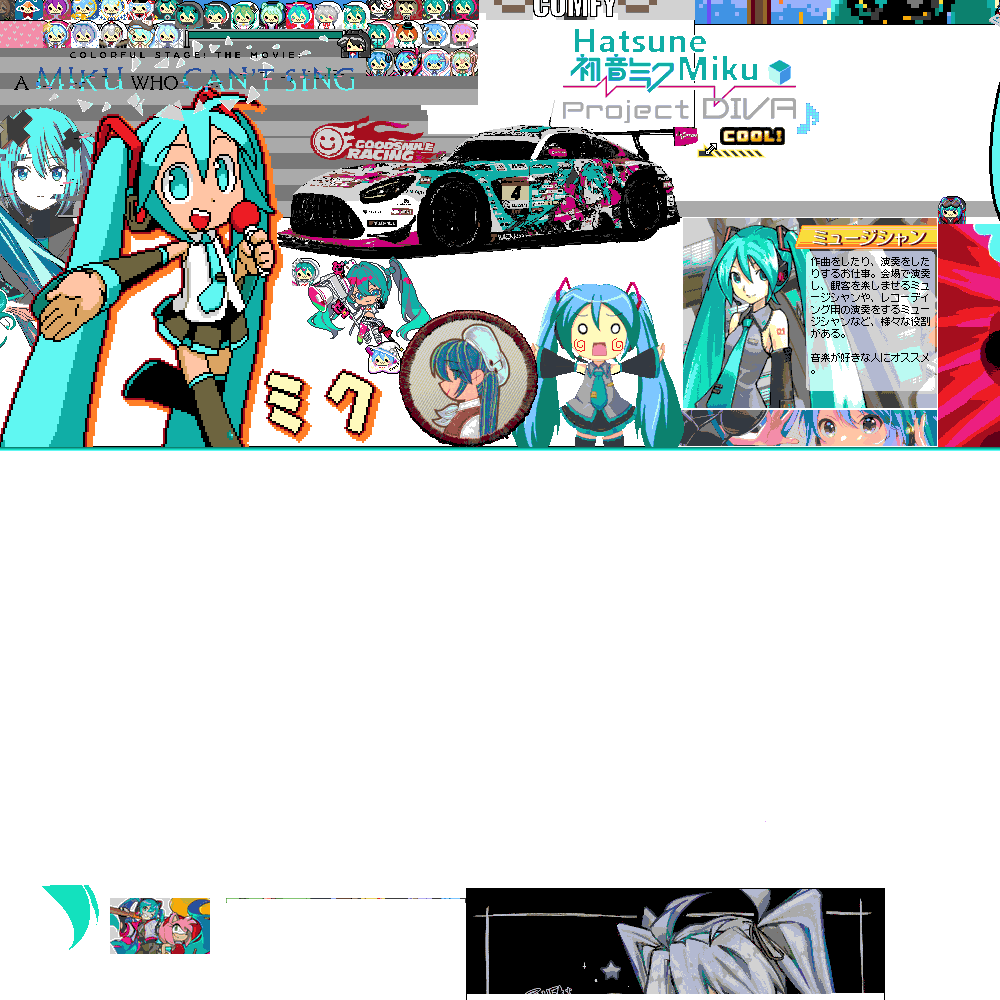 COMFY
COLORFUL STAGE! THE MOVIE:
A MIKU WHO CAN'T SING
Hatsune
初音ミク Miku
Project DIVA
COOL!
GOODSMILE
RACING
4
ミュージシャン
作曲をしたり、演奏をした
りするお仕事。会場で演奏
し、観客を楽しませるミュ
ージシャンや、レコーディ
ング用の演奏をするミュー
ジシャンなど、様々な役割
がある。
音楽が好きな人にオススメ
。
ミク